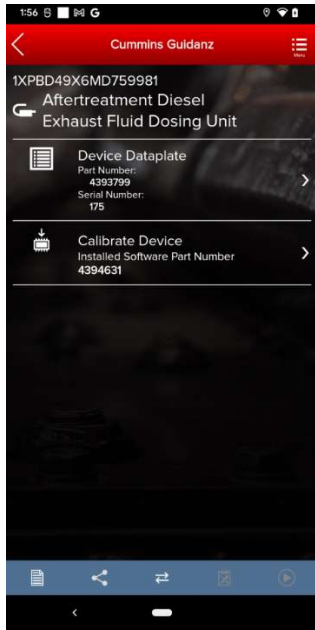 1:56 G
Cummins Guidanz
Menu
1XPBD49X6MD759981
Aftertreatment Diesel
Exhaust Fluid Dosing Unit
Device Dataplate
Part Number:
4393799
Serial Number:
175
Calibrate Device
Installed Software Part Number
4394631